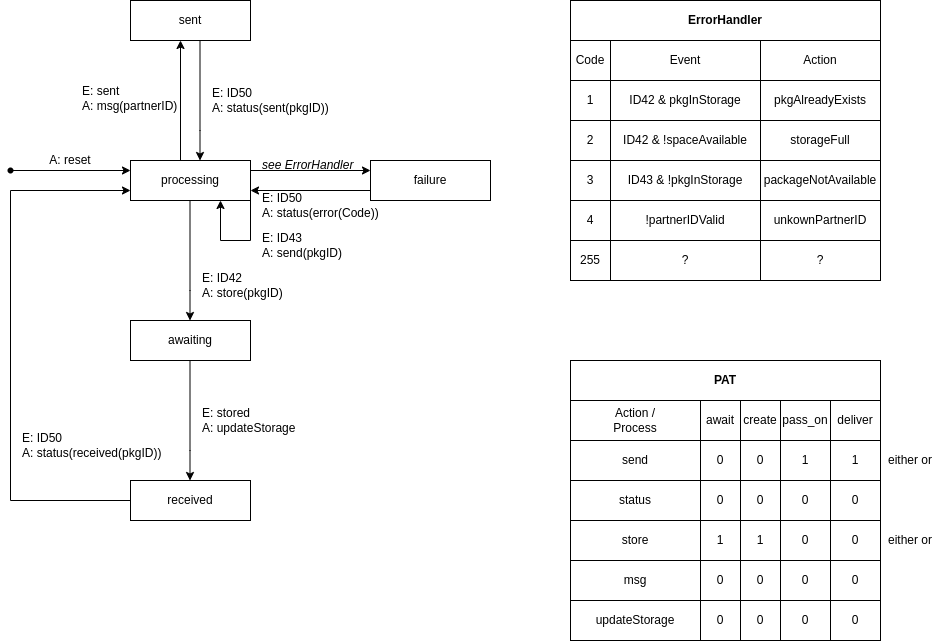 sent
E: sent
A: msg(partnerID)
E: ID50
A: status(sent(pkgID))
A: reset
processing
see ErrorHandler
failure
E: ID50
A: status(error(Code))
E: ID43
A: send(pkgID)
E: ID42
A: store(pkgID)
awaiting
E: stored
A: updateStorage
E: ID50
A: status(received(pkgID))
received
ErrorHandler
Code Event Action
1 ID42 & pkgInStorage pkgAlreadyExists
2 ID42 & !spaceAvailable storageFull
3 ID43 & !pkgInStorage packageNotAvailable
4 !partnerIDValid unkownPartnerID
255 ? ?
PAT
Action /
Process await create pass_on deliver
send 0 0 1 1 either or
status 0 0 0 0
store 1 1 0 0 either or
msg 0 0 0 0
updateStorage 0 0 0 0